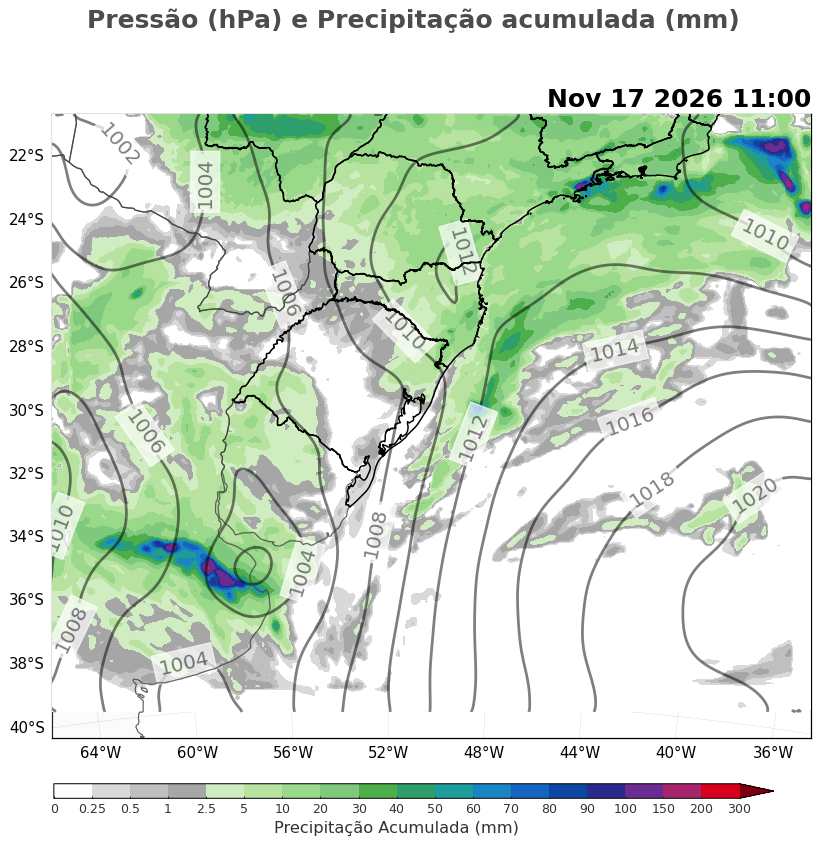 Pressão (hPa) e Precipitação acumulada (mm)
Nov 17 2026 11:00
1002
22°S
1004
24°S
1010
1012
26°S
1006
28°S
1010
1014
30°S
1006
1016
1012
32°S
1018
1020
34°S
1010
1008
36°S
1004
1008
38°S
1004
40°S
64°W 60°W 56°W 52°W 48°W 44°W 40°W 36°W
0 0.25 0.5 1 2.5 5 10 20 30 40 50 60 70 80 90 100 150 200 300
Precipitação Acumulada (mm)